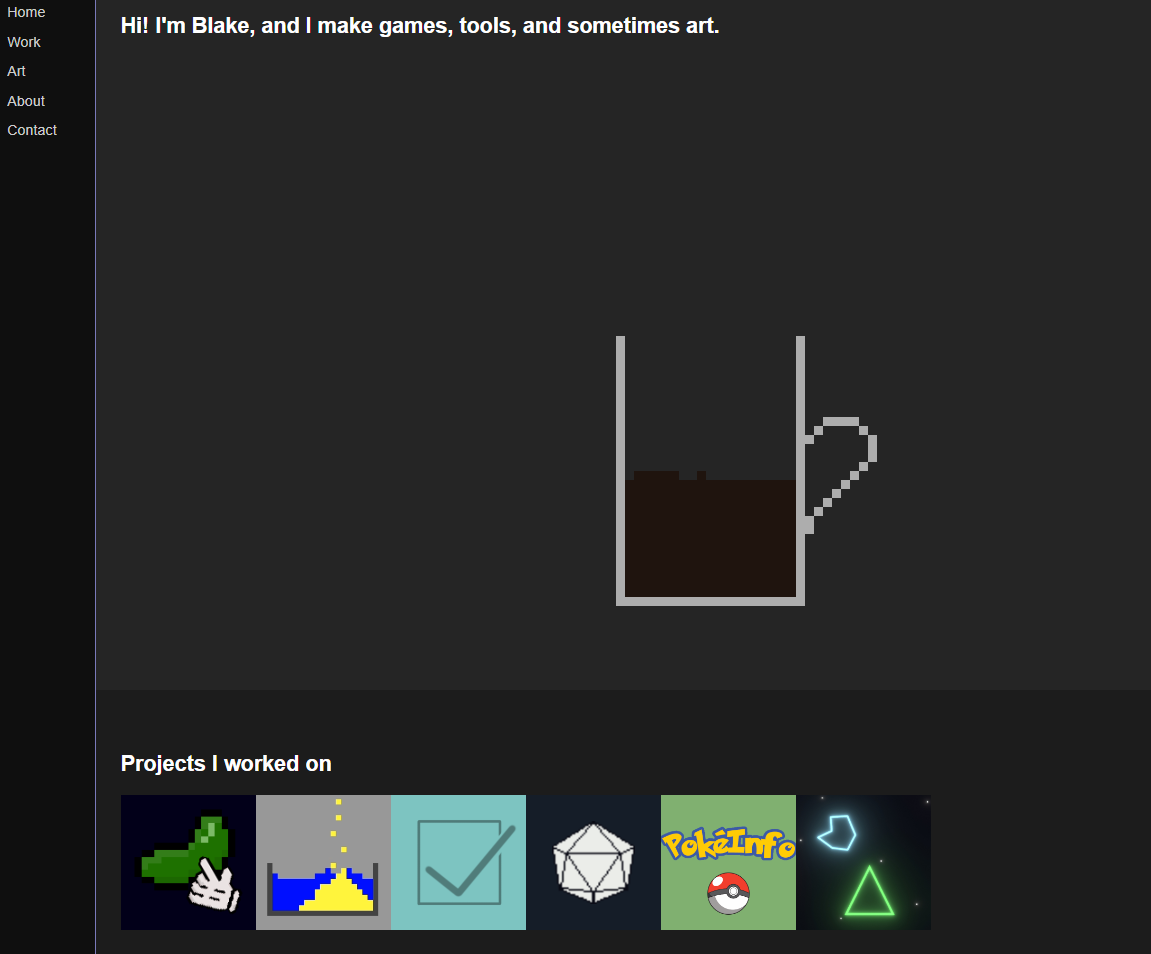 Home
Work
Art
About
Contact
Hi! I'm Blake, and I make games, tools, and sometimes art.
Projects I worked on
PokéInfo